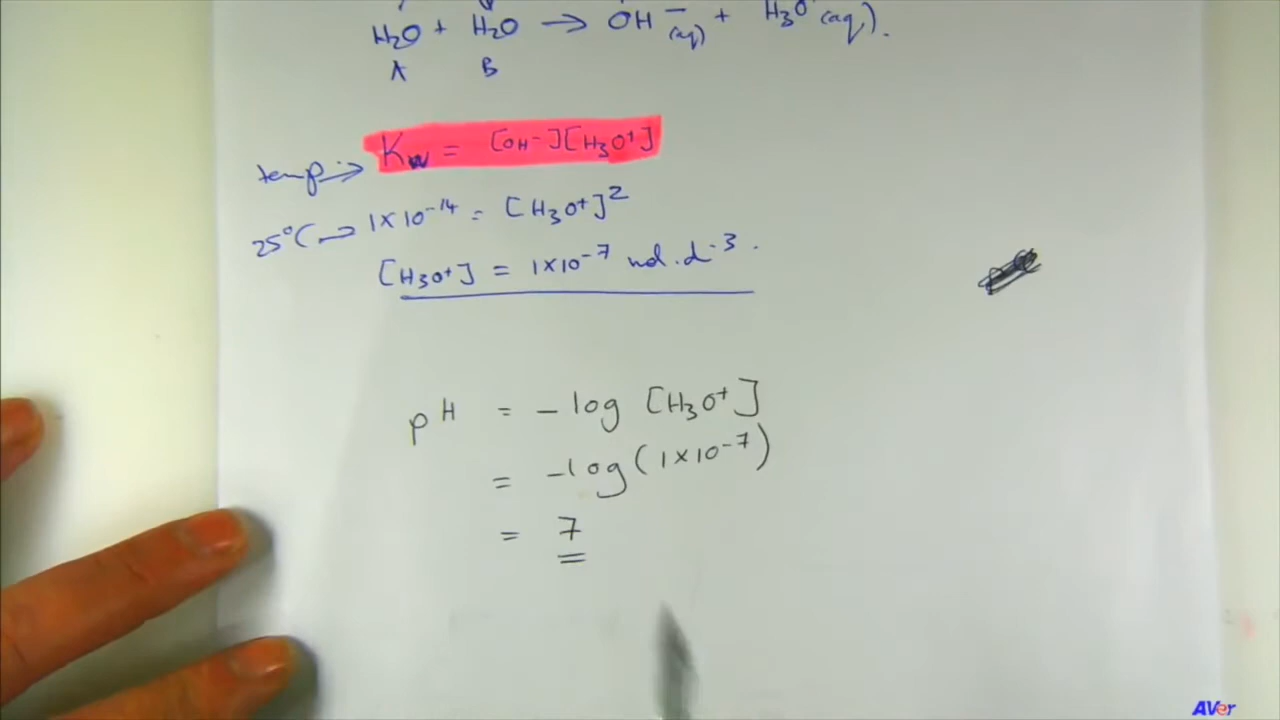 H₂O + H₂O → OH⁻(aq) + H₃O (aq).
A B
Kw = [OH⁻][H₃O⁺]
temp →
25°C → 1×10⁻¹⁴ = [H₃O⁺]²
[H₃O⁺] = 1×10⁻⁷ mol.d⁻³.
pH = -log [H₃O⁺]
= -log(1×10⁻⁷)
= 7
AVer